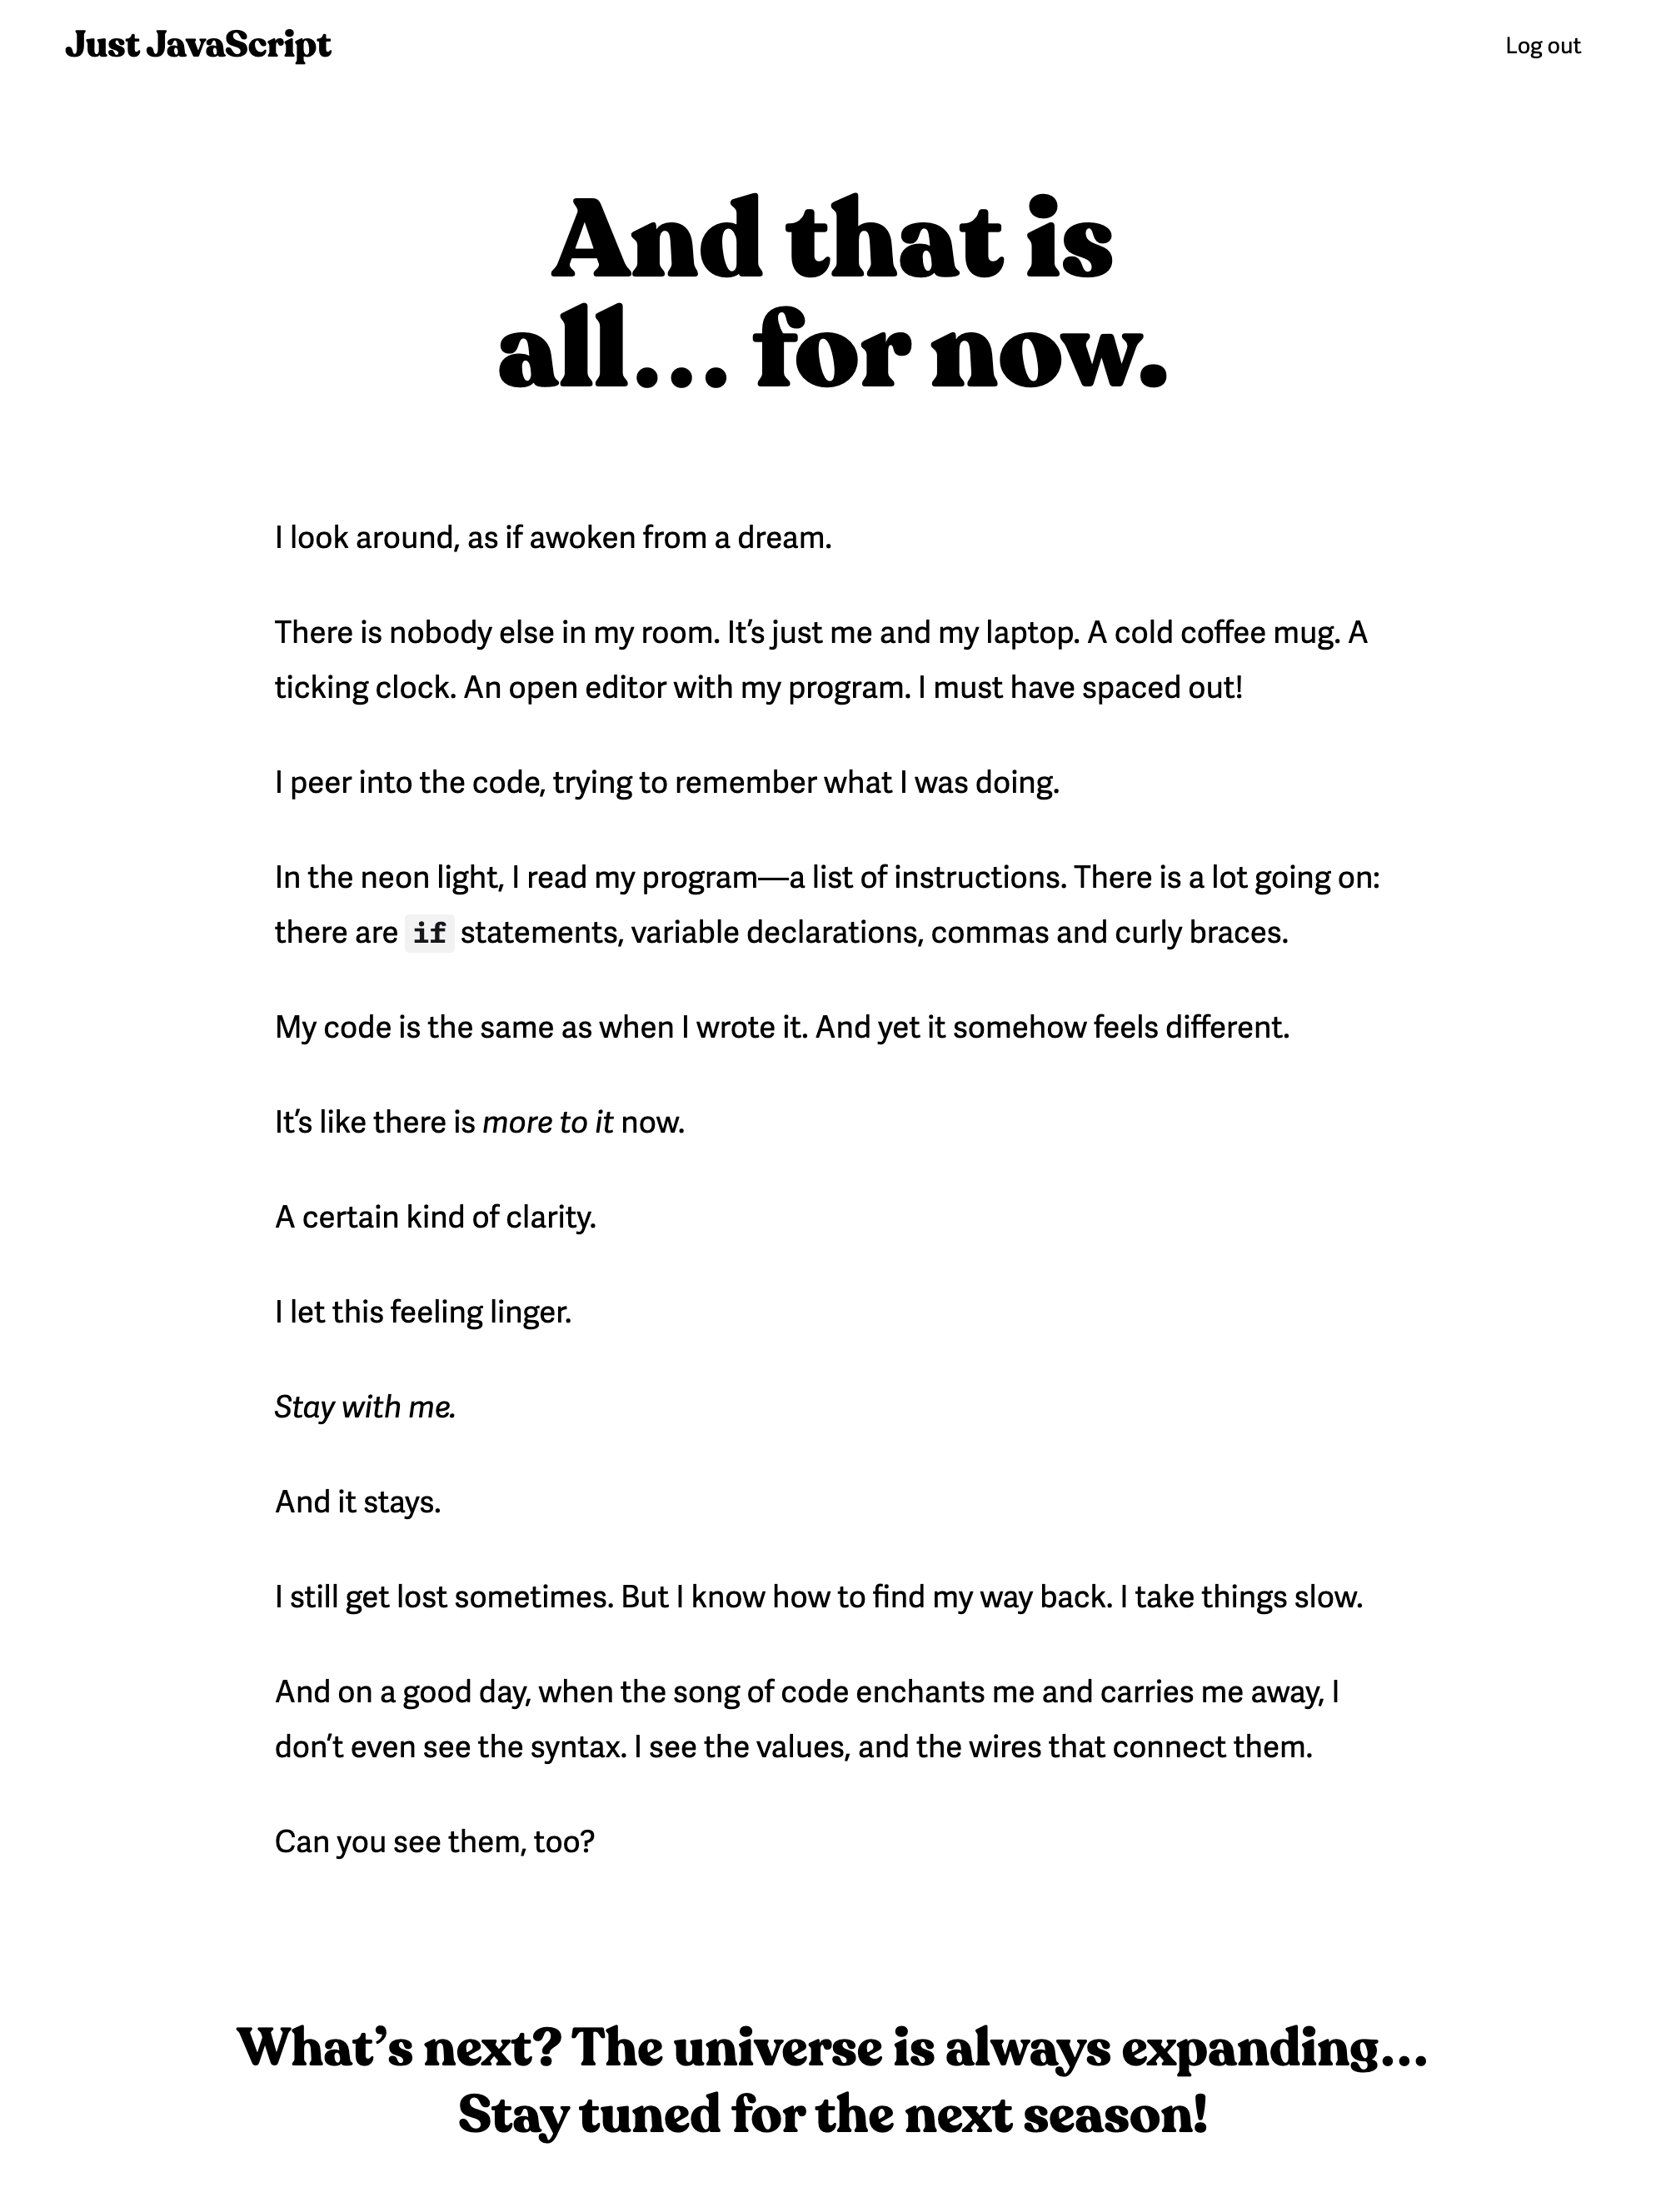 Just JavaScript
Log out
And that is
all… for now.
I look around, as if awoken from a dream.
There is nobody else in my room. It’s just me and my laptop. A cold coffee mug. A
ticking clock. An open editor with my program. I must have spaced out!
I peer into the code, trying to remember what I was doing.
In the neon light, I read my program—a list of instructions. There is a lot going on:
there are if statements, variable declarations, commas and curly braces.
My code is the same as when I wrote it. And yet it somehow feels different.
It’s like there is more to it now.
A certain kind of clarity.
I let this feeling linger.
Stay with me.
And it stays.
I still get lost sometimes. But I know how to find my way back. I take things slow.
And on a good day, when the song of code enchants me and carries me away, I
don’t even see the syntax. I see the values, and the wires that connect them.
Can you see them, too?
What’s next? The universe is always expanding…
Stay tuned for the next season!